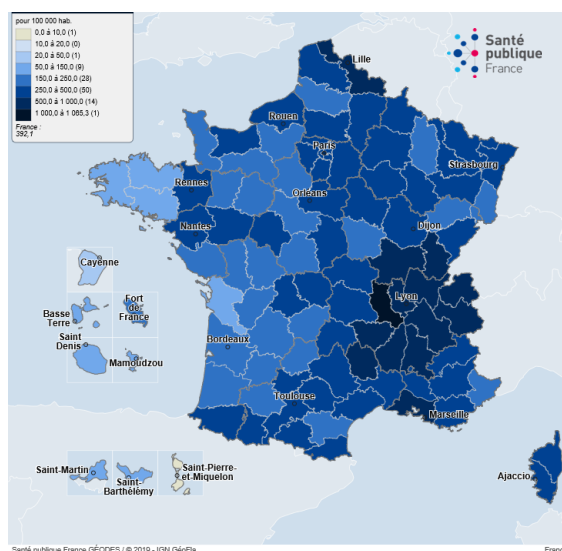 pour 100 000 hab.
0,0 à 10,0 (1)
10,0 à 20,0 (0)
20,0 à 50,0 (1)
50,0 à 150,0 (9)
150,0 à 250,0 (28)
250,0 à 500,0 (50)
500,0 à 1 000,0 (14)
1 000,0 à 1 065,3 (1)
France :
392,1
Santé
publique
France
Lille
Rouen
Paris
Strasbourg
Rennes
Orléans
Nantes
Dijon
Cayenne
Lyon
Basse
Terre
Fort
de
France
Saint
Denis
Mamoudzou
Bordeaux
Toulouse
Marseille
Saint-Martin
Saint-
Barthélémy
Saint-Pierre-
et-Miquelon
Ajaccio
Santé publique France GÉODES / © 2019 - IGN GéoFla
Franc